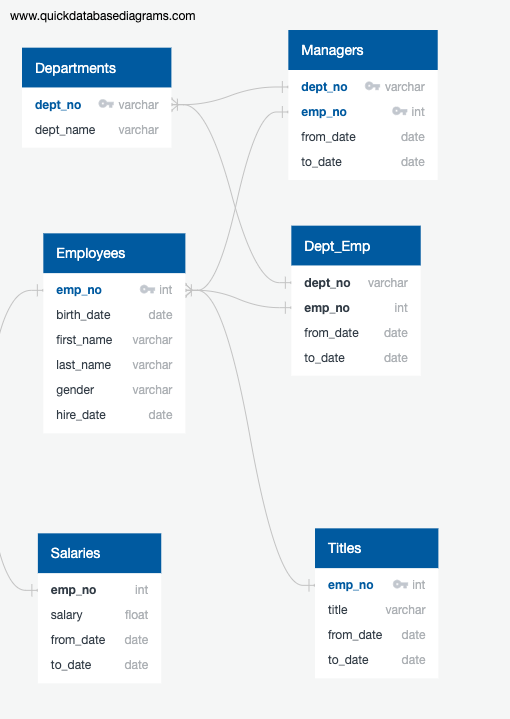 www.quickdatabasediagrams.com
Departments
dept_no varchar
dept_name varchar
Managers
dept_no varchar
emp_no int
from_date date
to_date date
Employees
emp_no int
birth_date date
first_name varchar
last_name varchar
gender varchar
hire_date date
Dept_Emp
dept_no varchar
emp_no int
from_date date
to_date date
Salaries
emp_no int
salary float
from_date date
to_date date
Titles
emp_no int
title varchar
from_date date
to_date date